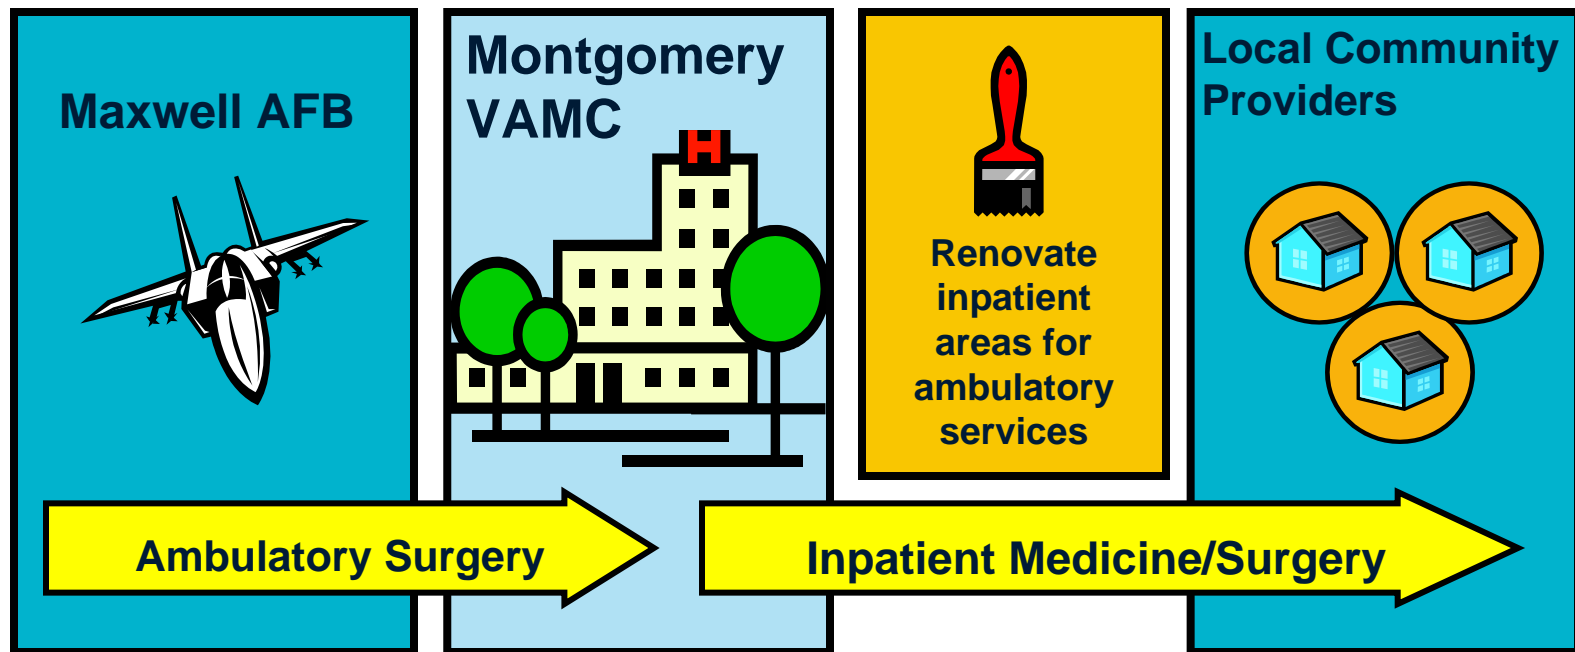 Maxwell AFB
Montgomery
VAMC
H
Renovate
inpatient
areas for
ambulatory
services
Local Community
Providers
Ambulatory Surgery
Inpatient Medicine/Surgery